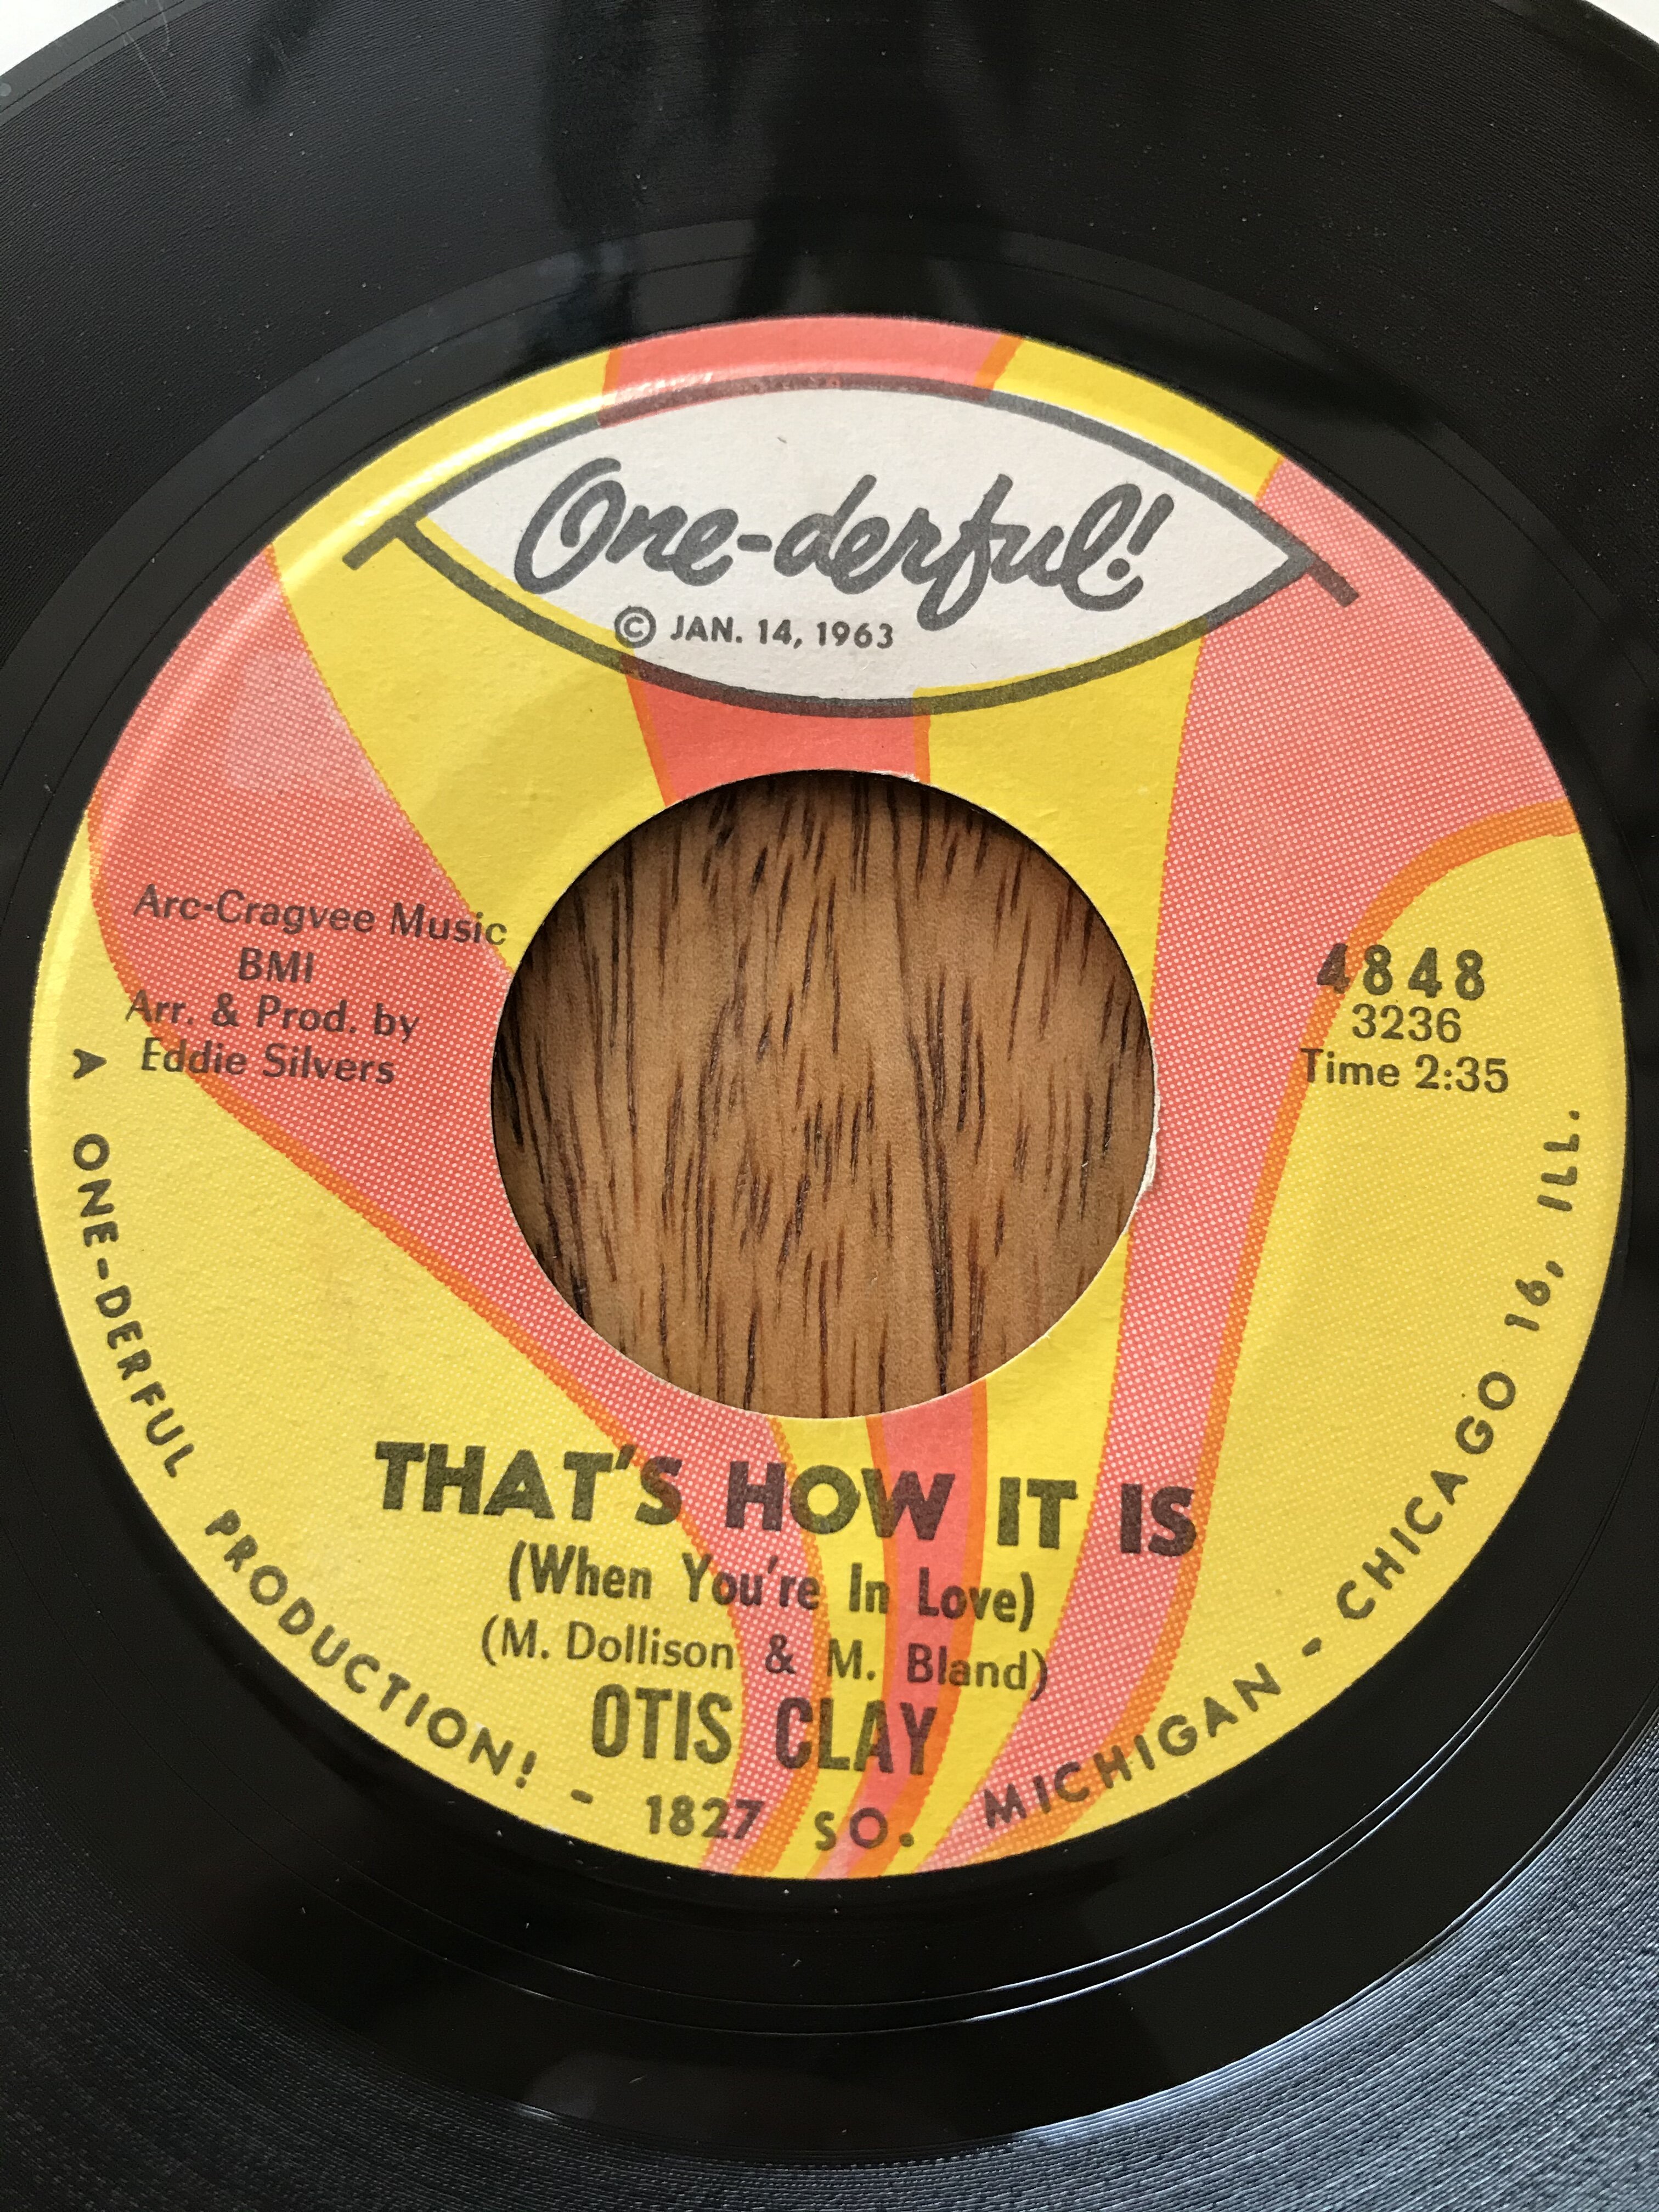 One-derful!
© JAN. 14, 1963
Arc-Cragvee Music
BMI
Arr. & Prod. by
Eddie Silvers
4848
3236
Time 2:35
THAT'S HOW IT IS
(When You're In Love)
(M. Dollison & M. Bland)
OTIS CLAY
A ONE-DERFUL PRODUCTION! - 1827 SO. MICHIGAN - CHICAGO 16, ILL.